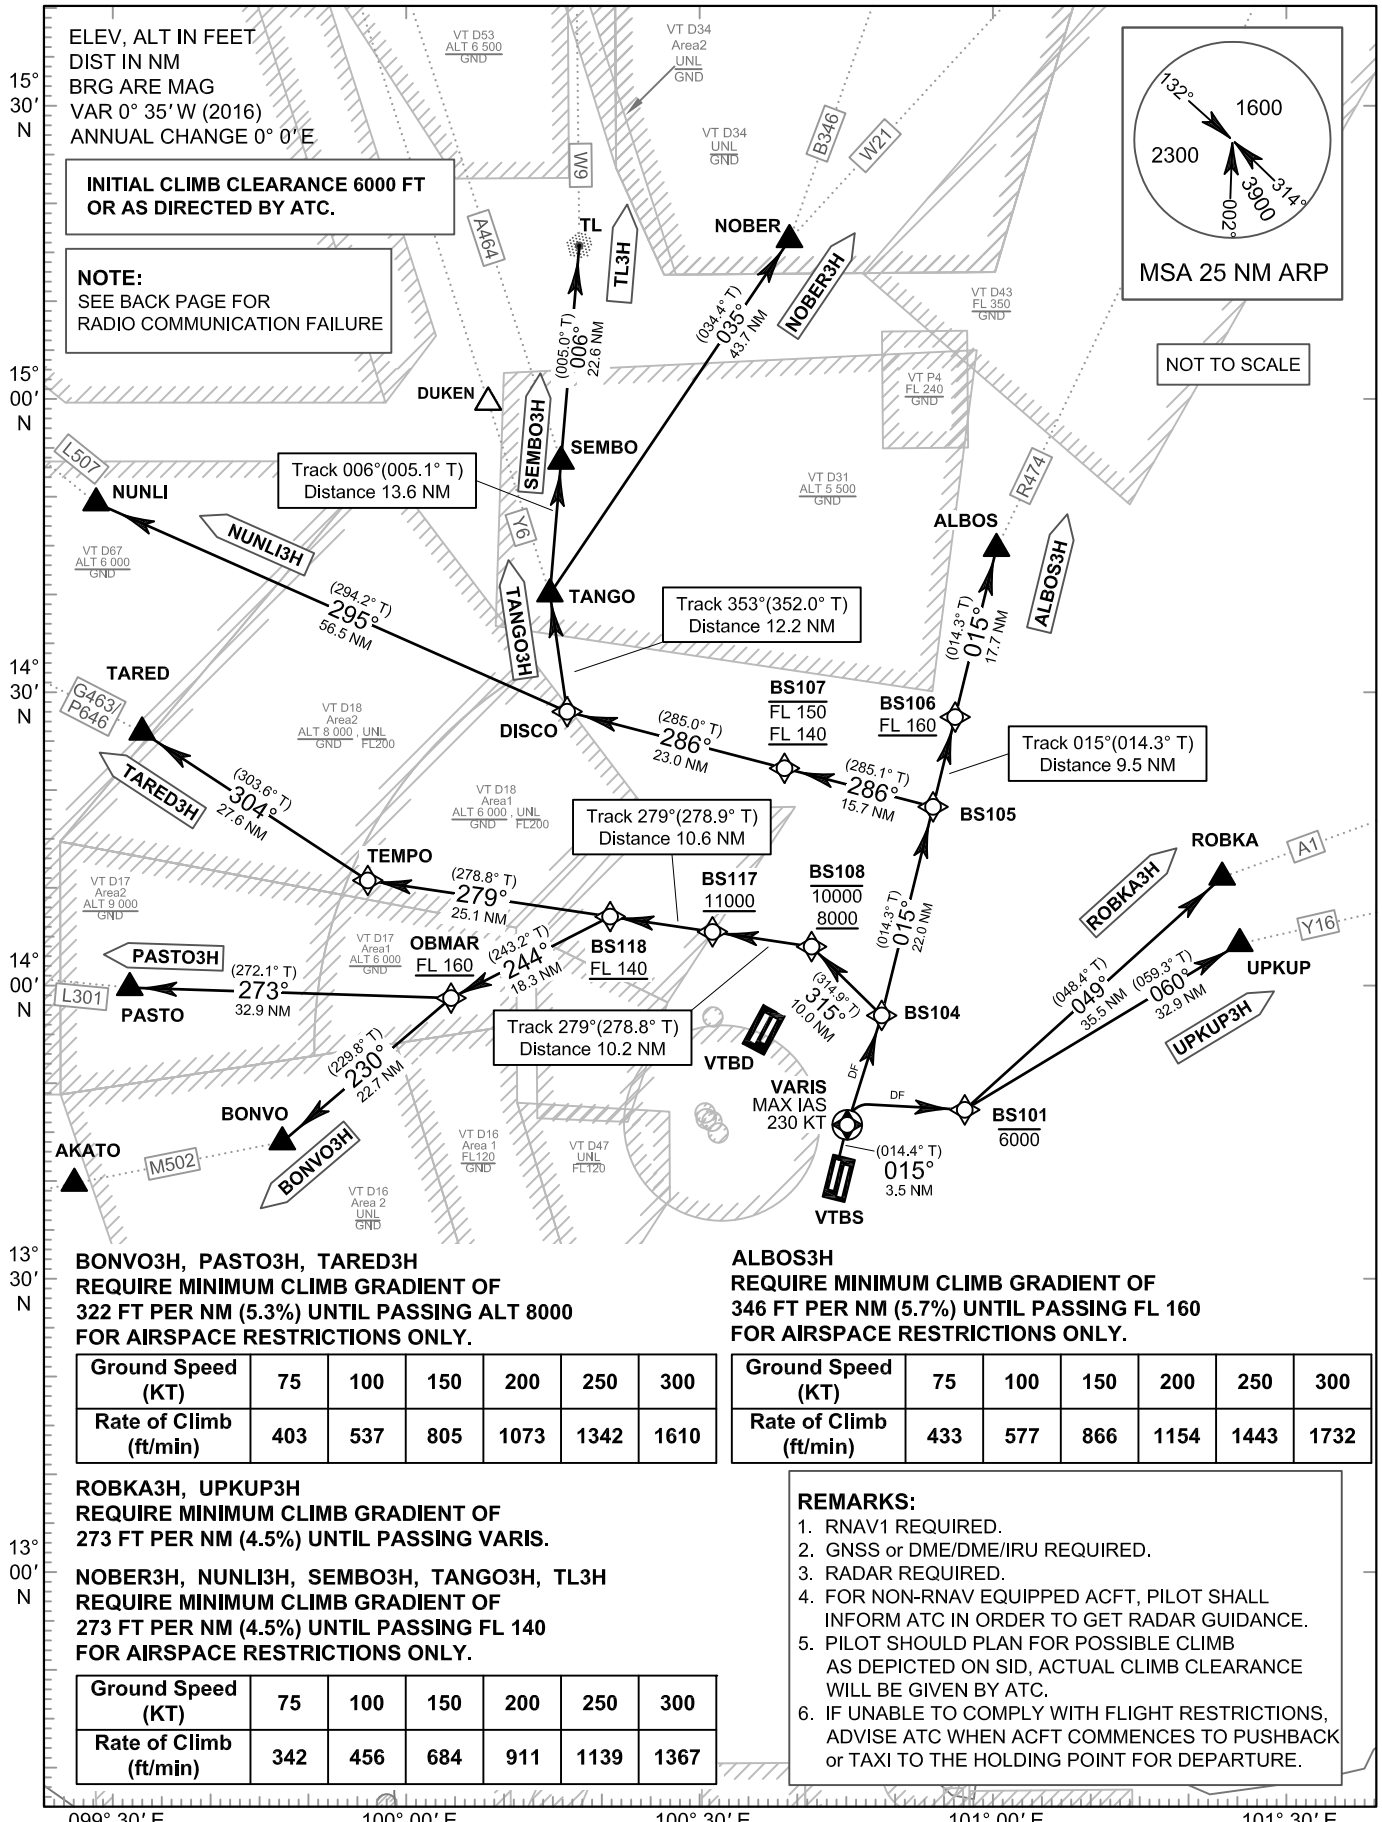 ELEV, ALT IN FEET
DIST IN NM
BRG ARE MAG
VAR 0° 35′ W (2016)
ANNUAL CHANGE 0° 0′ E
INITIAL CLIMB CLEARANCE 6000 FT
OR AS DIRECTED BY ATC.
NOTE:
SEE BACK PAGE FOR
RADIO COMMUNICATION FAILURE
VT D53
ALT 6 500
GND
VT D34
Area2
UNL
GND
VT D34
UNL
GND
B346
W21
W9
A464
132°
1600
2300
3900
314°
002°
MSA 25 NM ARP
NOT TO SCALE
TL
TL3H
NOBER
NOBER3H
(034.4° T)
035°
43.7 NM
VT D43
FL 350
GND
VT P4
FL 240
GND
(005.0° T)
006°
22.6 NM
DUKEN
SEMBO3H
SEMBO
Track 006°(005.1° T)
Distance 13.6 NM
VT D31
ALT 5 500
GND
R474
L507
NUNLI
NUNLI3H
VT D67
ALT 6 000
GND
Y6
ALBOS
ALBOS3H
TANGO
TANGO3H
(294.2° T)
295°
56.5 NM
Track 353°(352.0° T)
Distance 12.2 NM
(014.3° T)
015°
17.7 NM
TARED
G463/
P646
TARED3H
VT D18
Area2
ALT 8 000 , UNL
GND FL200
DISCO
BS107
FL 150
FL 140
BS106
FL 160
(285.0° T)
286°
23.0 NM
Track 015°(014.3° T)
Distance 9.5 NM
(285.1° T)
286°
15.7 NM
BS105
(303.6° T)
304°
27.6 NM
VT D18
Area1
ALT 6 000 , UNL
GND FL200
Track 279°(278.9° T)
Distance 10.6 NM
TEMPO
(278.8° T)
279°
25.1 NM
BS117
11000
BS108
10000
8000
ROBKA
A1
ROBKA3H
VT D17
Area2
ALT 9 000
GND
VT D17
Area1
ALT 6 000
GND
OBMAR
FL 160
BS118
FL 140
(243.2° T)
244°
18.3 NM
(014.3° T)
015°
22.0 NM
Y16
UPKUP
UPKUP3H
PASTO3H
L301
PASTO
(272.1° T)
273°
32.9 NM
(314.9° T)
315°
10.0 NM
BS104
(048.4° T)
049°
35.5 NM
(059.3° T)
060°
32.9 NM
Track 279°(278.8° T)
Distance 10.2 NM
VTBD
(229.8° T)
230°
22.7 NM
VARIS
MAX IAS
230 KT
DF
DF
BS101
6000
BONVO
BONVO3H
AKATO
M502
VT D16
Area 1
FL120
GND
VT D47
UNL
FL120
VT D16
Area 2
UNL
GND
(014.4° T)
015°
3.5 NM
VTBS
BONVO3H, PASTO3H, TARED3H
REQUIRE MINIMUM CLIMB GRADIENT OF
322 FT PER NM (5.3%) UNTIL PASSING ALT 8000
FOR AIRSPACE RESTRICTIONS ONLY.
Ground Speed (KT) 75 100 150 200 250 300
Rate of Climb (ft/min) 403 537 805 1073 1342 1610
ALBOS3H
REQUIRE MINIMUM CLIMB GRADIENT OF
346 FT PER NM (5.7%) UNTIL PASSING FL 160
FOR AIRSPACE RESTRICTIONS ONLY.
Ground Speed (KT) 75 100 150 200 250 300
Rate of Climb (ft/min) 433 577 866 1154 1443 1732
ROBKA3H, UPKUP3H
REQUIRE MINIMUM CLIMB GRADIENT OF
273 FT PER NM (4.5%) UNTIL PASSING VARIS.
NOBER3H, NUNLI3H, SEMBO3H, TANGO3H, TL3H
REQUIRE MINIMUM CLIMB GRADIENT OF
273 FT PER NM (4.5%) UNTIL PASSING FL 140
FOR AIRSPACE RESTRICTIONS ONLY.
Ground Speed (KT) 75 100 150 200 250 300
Rate of Climb (ft/min) 342 456 684 911 1139 1367
REMARKS:
1. RNAV1 REQUIRED.
2. GNSS or DME/DME/IRU REQUIRED.
3. RADAR REQUIRED.
4. FOR NON-RNAV EQUIPPED ACFT, PILOT SHALL
INFORM ATC IN ORDER TO GET RADAR GUIDANCE.
5. PILOT SHOULD PLAN FOR POSSIBLE CLIMB
AS DEPICTED ON SID, ACTUAL CLIMB CLEARANCE
WILL BE GIVEN BY ATC.
6. IF UNABLE TO COMPLY WITH FLIGHT RESTRICTIONS,
ADVISE ATC WHEN ACFT COMMENCES TO PUSHBACK
or TAXI TO THE HOLDING POINT FOR DEPARTURE.
15°
30′
N
15°
00′
N
14°
30′
N
14°
00′
N
13°
30′
N
13°
00′
N
099° 30′ E
100° 00′ E
100° 30′ E
101° 00′ E
101° 30′ E